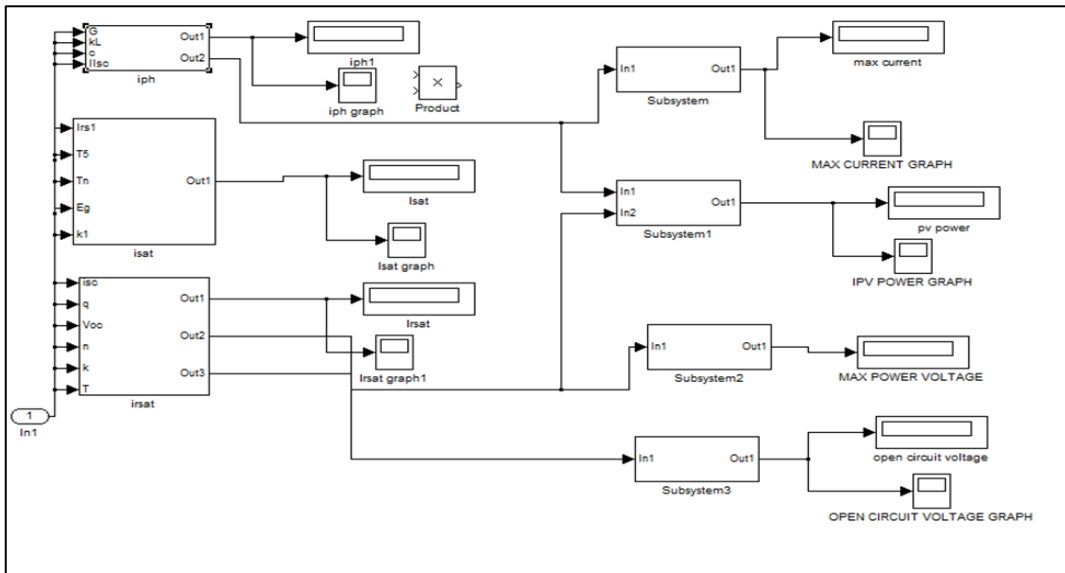 G
kL
c
IIsc
Out1
Out2
iph
iph1
iph graph
Product
In1
Out1
Subsystem
max current
MAX CURRENT GRAPH
Irs1
T5
Tn
Eg
k1
Out1
isat
Isat
Isat graph
In1
In2
Out1
Subsystem1
pv power
IPV POWER GRAPH
isc
q
Voc
n
k
T
Out1
Out2
Out3
irsat
Irsat
Irsat graph1
In1
Out1
Subsystem2
MAX POWER VOLTAGE
1
In1
In1
Out1
Subsystem3
open circuit voltage
OPEN CIRCUIT VOLTAGE GRAPH